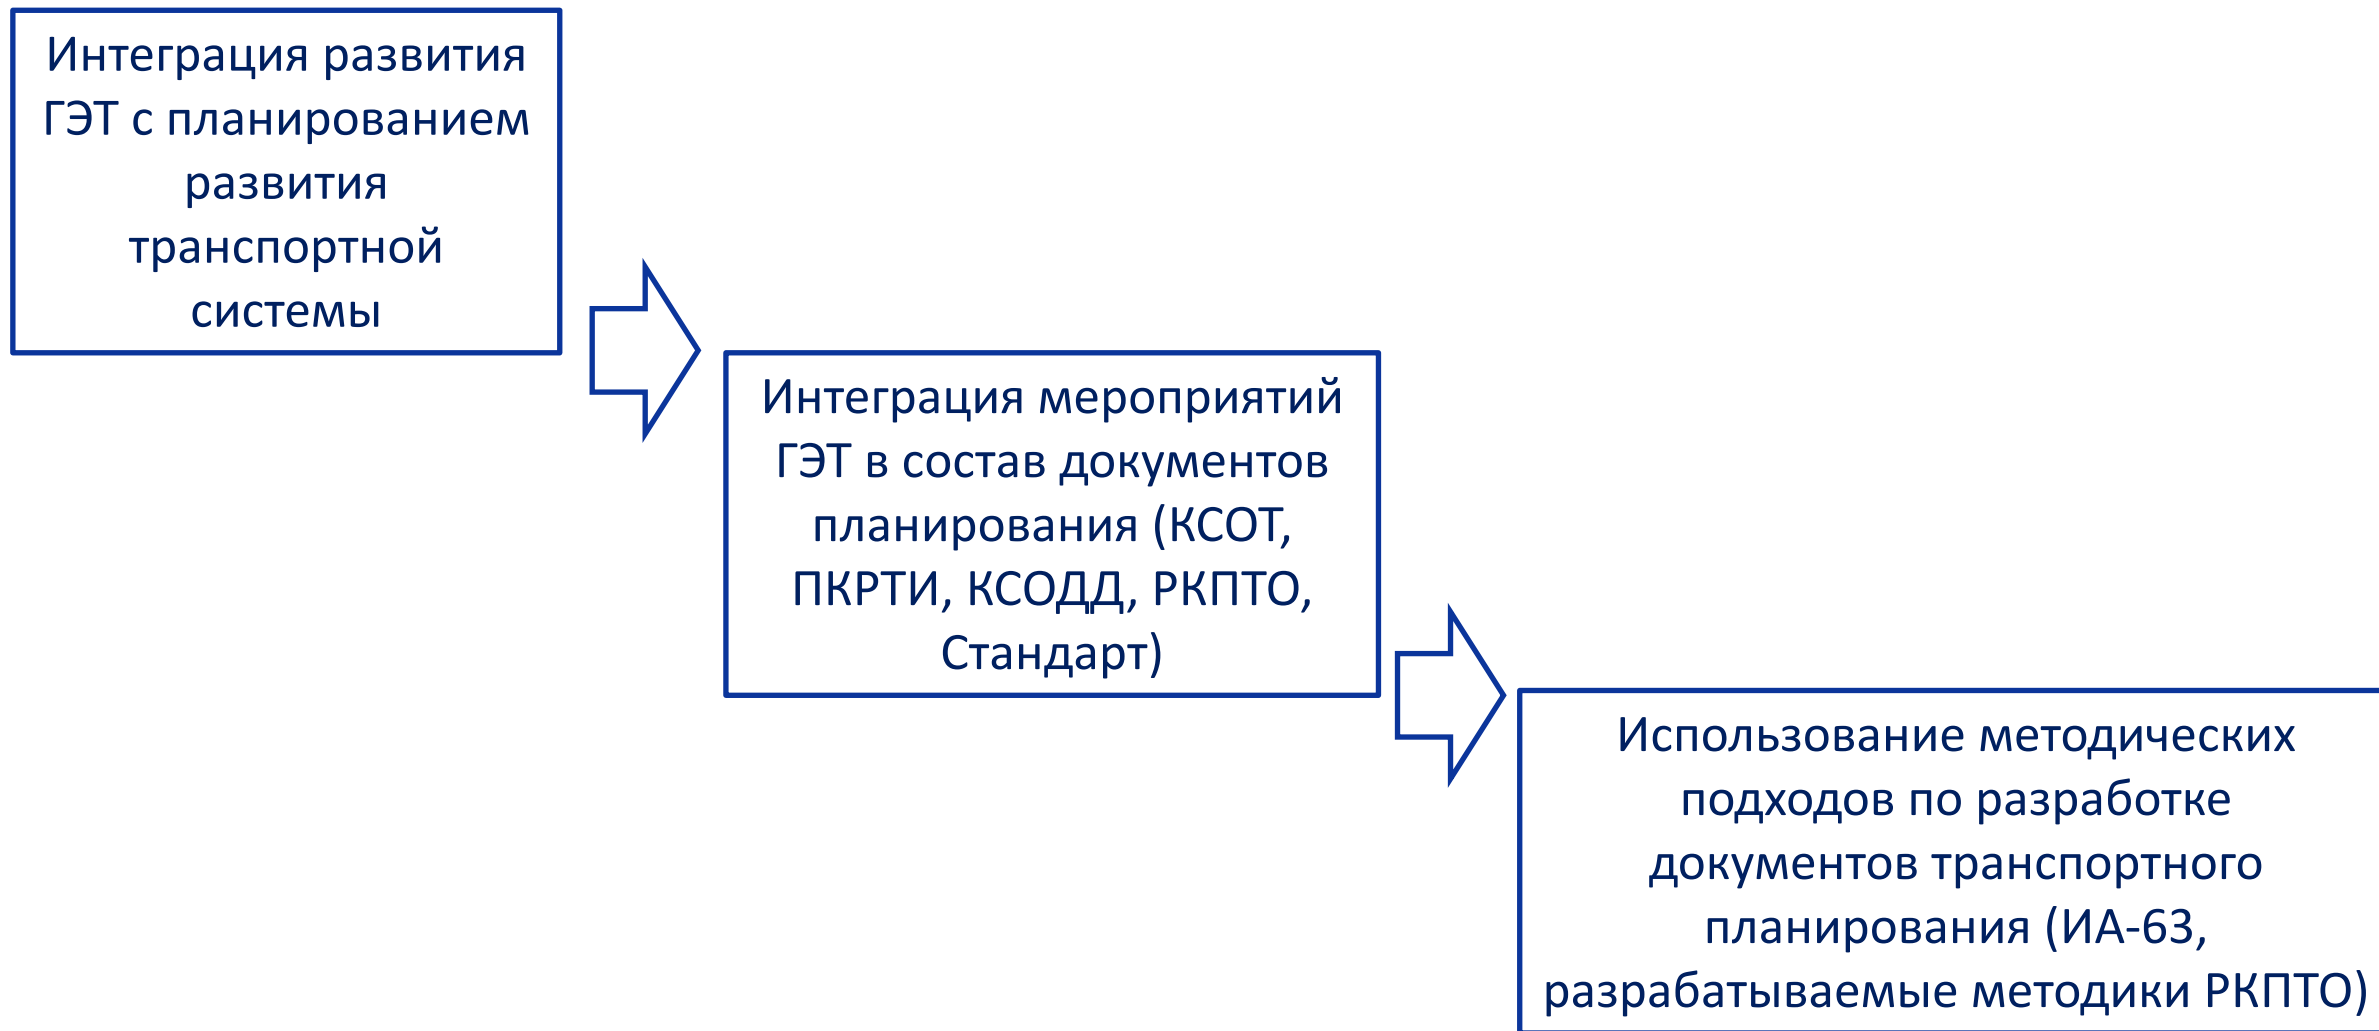 Интеграция развития
ГЭТ с планированием
развития
транспортной
системы
Интеграция мероприятий
ГЭТ в состав документов
планирования (КСОТ,
ПКРТИ, КСОДД, РКПТО,
Стандарт)
Использование методических
подходов по разработке
документов транспортного
планирования (ИА-63,
разрабатываемые методики РКПТО)